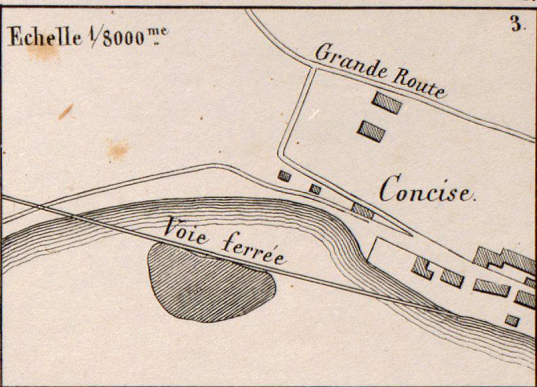 Echelle 1/8000me
3.
Grande Route
Concise.
Voie ferrée